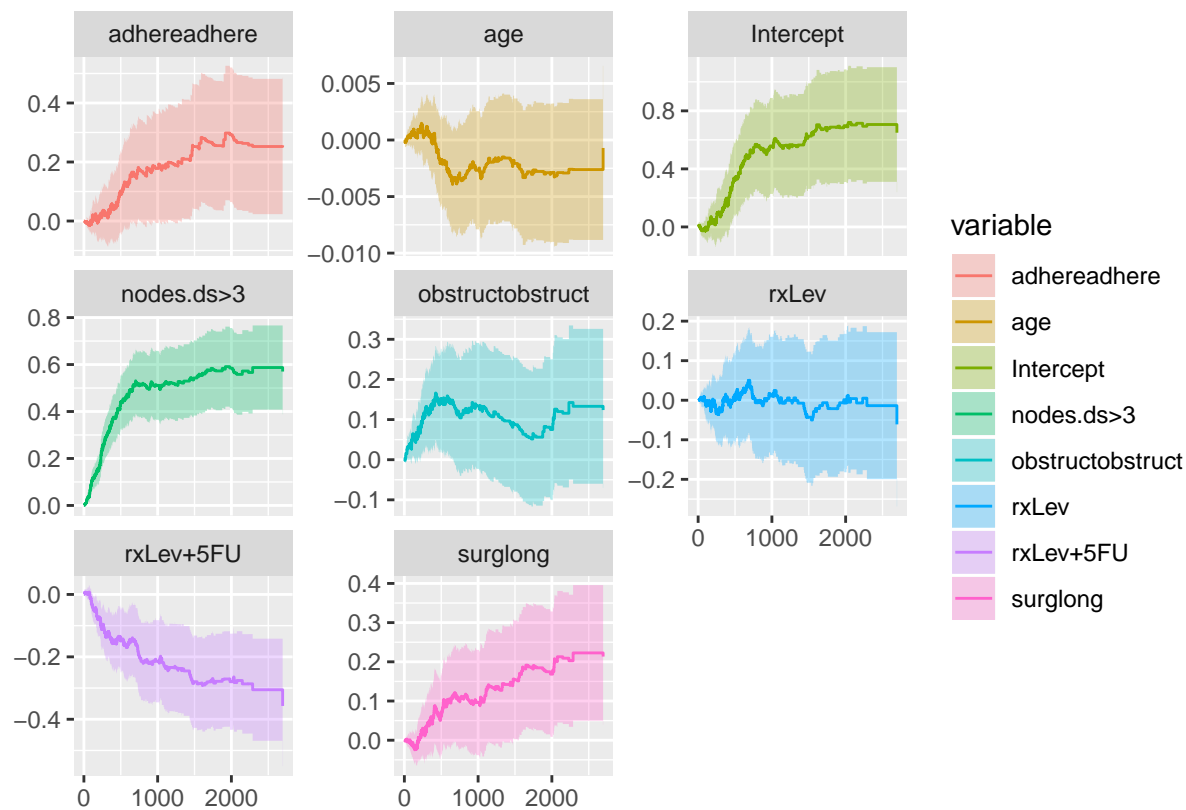 adhereadhere
age
Intercept
0.4
0.2
0.0
0.005
0.000
−0.005
−0.010
0.8
0.4
0.0
nodes.ds>3
obstructobstruct
rxLev
0.8
0.6
0.4
0.2
0.0
0.3
0.2
0.1
0.0
−0.1
0.2
0.1
0.0
−0.1
−0.2
0 1000 2000
rxLev+5FU
surglong
0.0
−0.2
−0.4
0.4
0.3
0.2
0.1
0.0
0 1000 2000
0 1000 2000
variable
adhereadhere
age
Intercept
nodes.ds>3
obstructobstruct
rxLev
rxLev+5FU
surglong